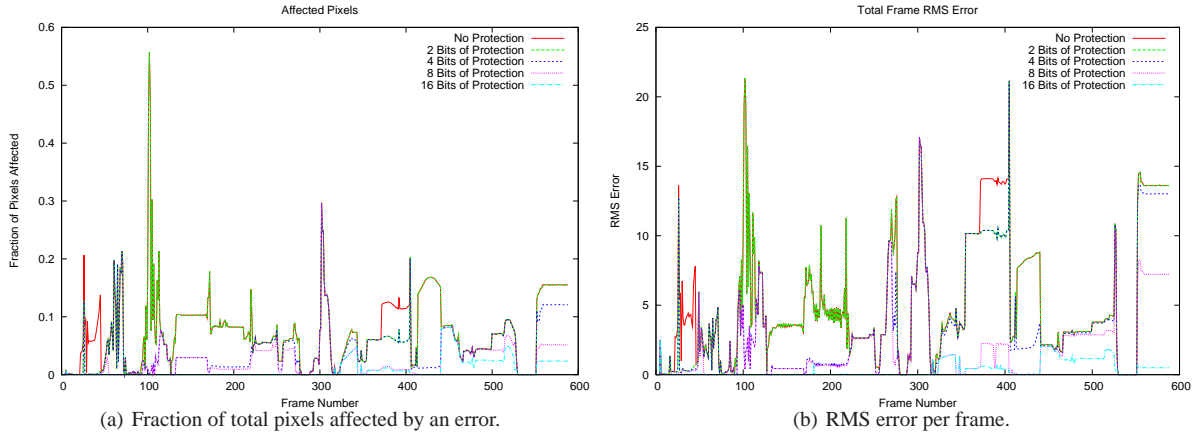 Affected Pixels
0.6
0.5
0.4
0.3
0.2
0.1
0
Fraction of Pixels Affected
No Protection
2 Bits of Protection
4 Bits of Protection
8 Bits of Protection
16 Bits of Protection
0 100 200 300 400 500 600
Frame Number
(a) Fraction of total pixels affected by an error.
Total Frame RMS Error
25
20
15
10
5
0
RMS Error
No Protection
2 Bits of Protection
4 Bits of Protection
8 Bits of Protection
16 Bits of Protection
0 100 200 300 400 500 600
Frame Number
(b) RMS error per frame.